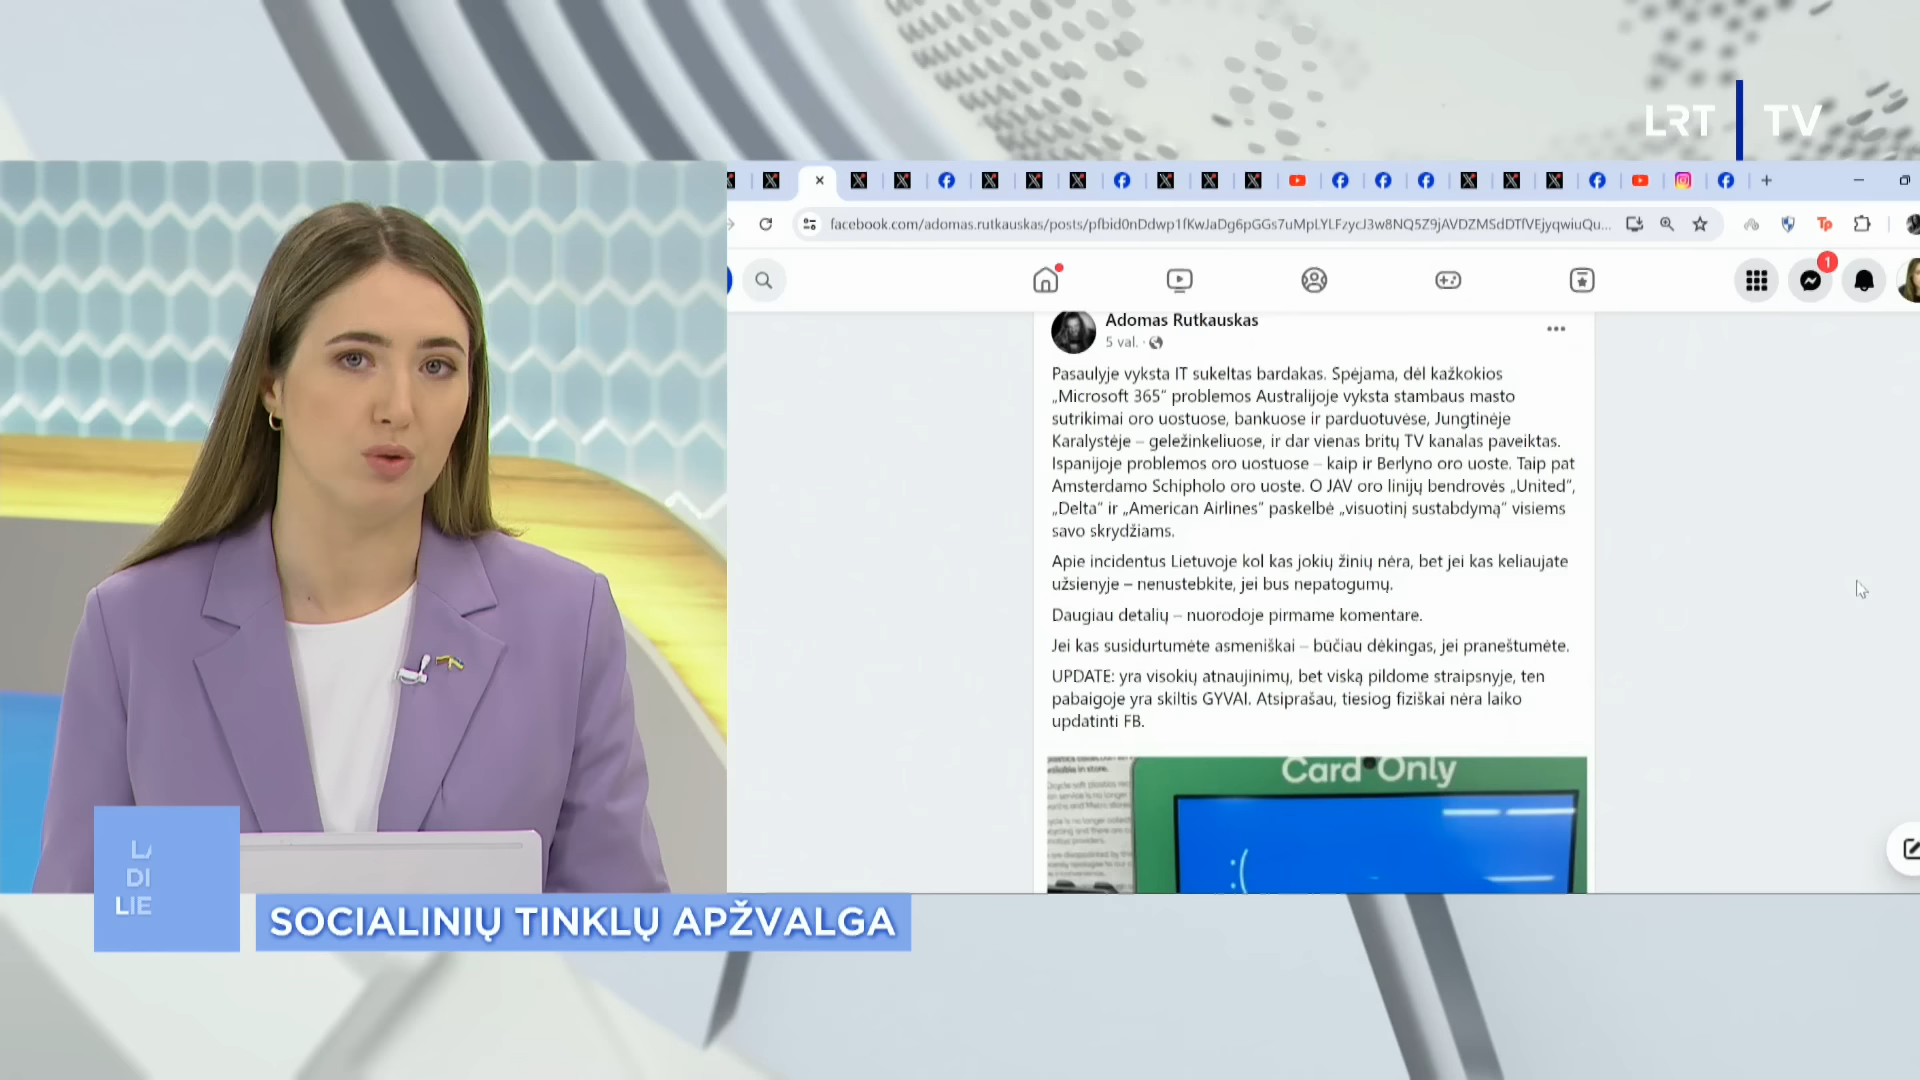 LRT TV
facebook.com/adomas.rutkauskas/posts/pfbid0nDdwp1fKwJaDg6pGGs7uMpLYLFzycJ3w8NQ5Z9jAVDZMSdDTfVEjyqwiuQu...
1
Adomas Rutkauskas
5 val. ·
Pasaulyje vyksta IT sukeltas bardakas. Spėjama, dėl kažkokios
„Microsoft 365“ problemos Australijoje vyksta stambaus masto
sutrikimai oro uostuose, bankuose ir parduotuvėse, Jungtinėje
Karalystėje – geležinkeliuose, ir dar vienas britų TV kanalas paveiktas.
Ispanijoje problemos oro uostuose – kaip ir Berlyno oro uoste. Taip pat
Amsterdamo Schipholo oro uoste. O JAV oro linijų bendrovės „United“,
„Delta“ ir „American Airlines“ paskelbė „visuotinį sustabdymą“ visiems
savo skrydžiams.
Apie incidentus Lietuvoje kol kas jokių žinių nėra, bet jei kas keliaujate
užsienyje – nenustebkite, jei bus nepatogumų.
Daugiau detalių – nuorodoje pirmame komentare.
Jei kas susidurtumėte asmeniškai – būčiau dėkingas, jei praneštumėte.
UPDATE: yra visokių atnaujinimų, bet viską pildome straipsnyje, ten
pabaigoje yra skiltis GYVAI. Atsiprašau, tiesiog fiziškai nėra laiko
updatinti FB.
Card Only
:(
DI
LIE
SOCIALINIŲ TINKLŲ APŽVALGA